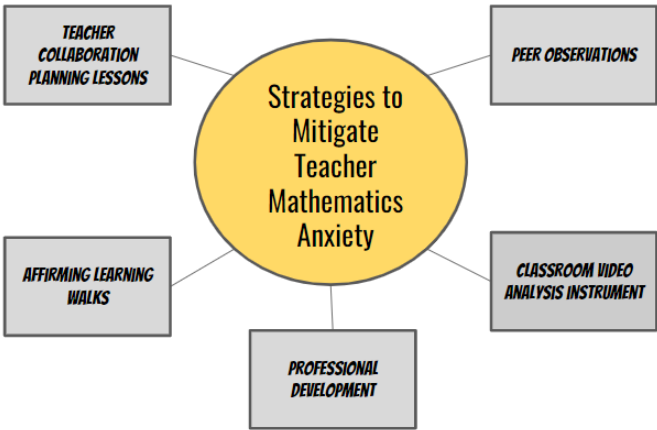 TEACHER
COLLABORATION
PLANNING LESSONS
PEER OBSERVATIONS
Strategies to
Mitigate
Teacher
Mathematics
Anxiety
AFFIRMING LEARNING
WALKS
CLASSROOM VIDEO
ANALYSIS INSTRUMENT
PROFESSIONAL
DEVELOPMENT